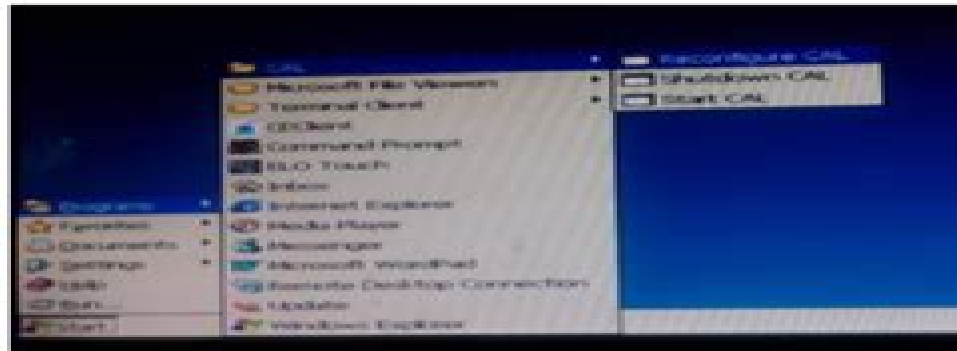 CAL
Microsoft File Viewers
Terminal Client
Command Prompt
ELO Touch
Inbox
Internet Explorer
Media Player
Messenger
Microsoft WordPad
Remote Desktop Connection
Update
Windows Explorer
Reconfigure CAL
Shutdown CAL
Start CAL
Programs
Favorites
Documents
Settings
Help
Run...
Start